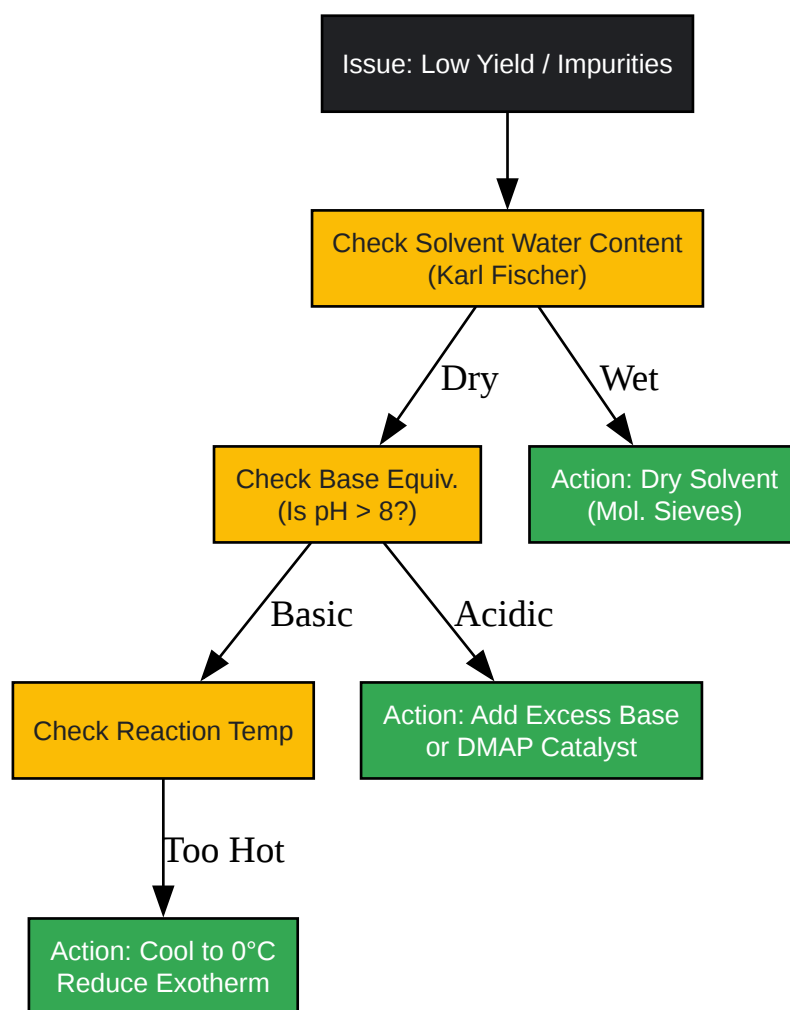 Issue: Low Yield / Impurities
Check Solvent Water Content
(Karl Fischer)
Dry
Wet
Check Base Equiv.
(Is pH > 8?)
Action: Dry Solvent
(Mol. Sieves)
Basic
Acidic
Check Reaction Temp
Action: Add Excess Base
or DMAP Catalyst
Too Hot
Action: Cool to 0°C
Reduce Exotherm